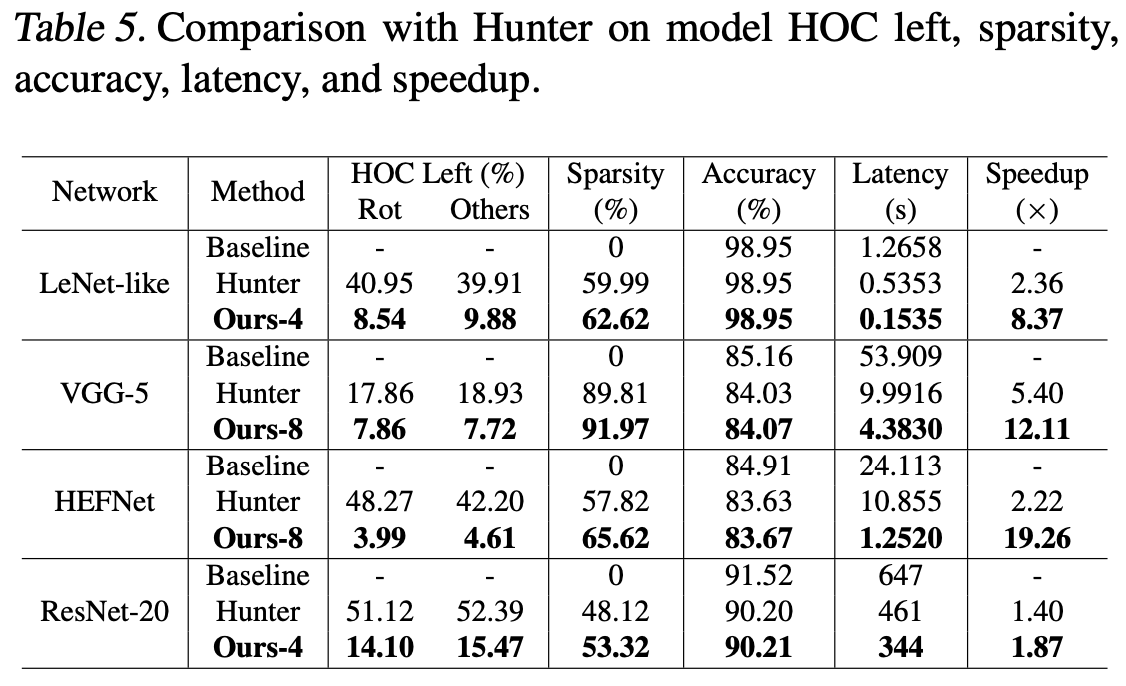 Table 5. Comparison with Hunter on model HOC left, sparsity,
accuracy, latency, and speedup.
Network Method HOC Left (%) Sparsity Accuracy Latency Speedup
Rot Others (%) (%) (s) (×)
Baseline - - 0 98.95 1.2658 -
LeNet-like Hunter 40.95 39.91 59.99 98.95 0.5353 2.36
Ours-4 8.54 9.88 62.62 98.95 0.1535 8.37
Baseline - - 0 85.16 53.909 -
VGG-5 Hunter 17.86 18.93 89.81 84.03 9.9916 5.40
Ours-8 7.86 7.72 91.97 84.07 4.3830 12.11
Baseline - - 0 84.91 24.113 -
HEFNet Hunter 48.27 42.20 57.82 83.63 10.855 2.22
Ours-8 3.99 4.61 65.62 83.67 1.2520 19.26
Baseline - - 0 91.52 647 -
ResNet-20 Hunter 51.12 52.39 48.12 90.20 461 1.40
Ours-4 14.10 15.47 53.32 90.21 344 1.87